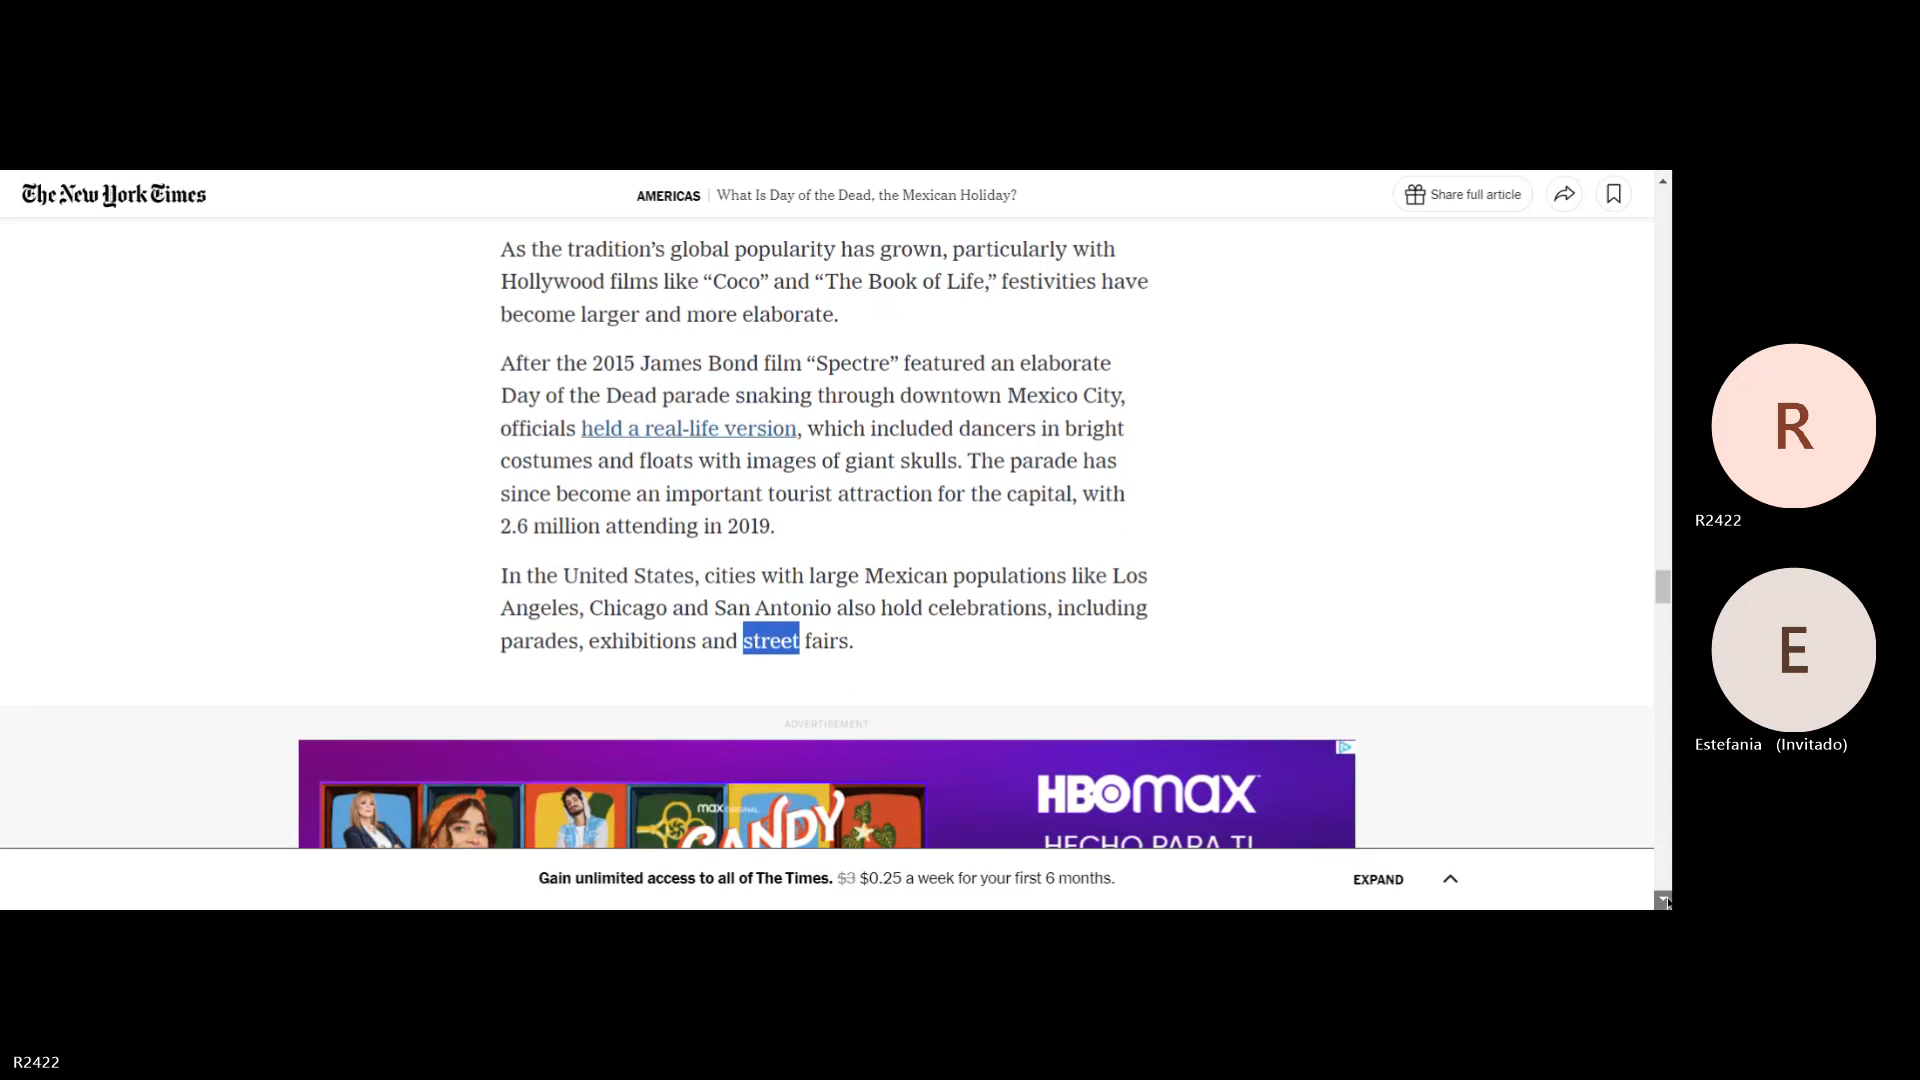 The New York Times
AMERICAS | What Is Day of the Dead, the Mexican Holiday?
Share full article
As the tradition’s global popularity has grown, particularly with
Hollywood films like “Coco” and “The Book of Life,” festivities have
become larger and more elaborate.
After the 2015 James Bond film “Spectre” featured an elaborate
Day of the Dead parade snaking through downtown Mexico City,
officials held a real-life version, which included dancers in bright
costumes and floats with images of giant skulls. The parade has
since become an important tourist attraction for the capital, with
2.6 million attending in 2019.
In the United States, cities with large Mexican populations like Los
Angeles, Chicago and San Antonio also hold celebrations, including
parades, exhibitions and street fairs.
ADVERTISEMENT
max ORIGINAL
CANDY
HBOmax
HECHO PARA TI
Gain unlimited access to all of The Times. $3 $0.25 a week for your first 6 months.
EXPAND
R
R2422
E
Estefania (Invitado)
R2422